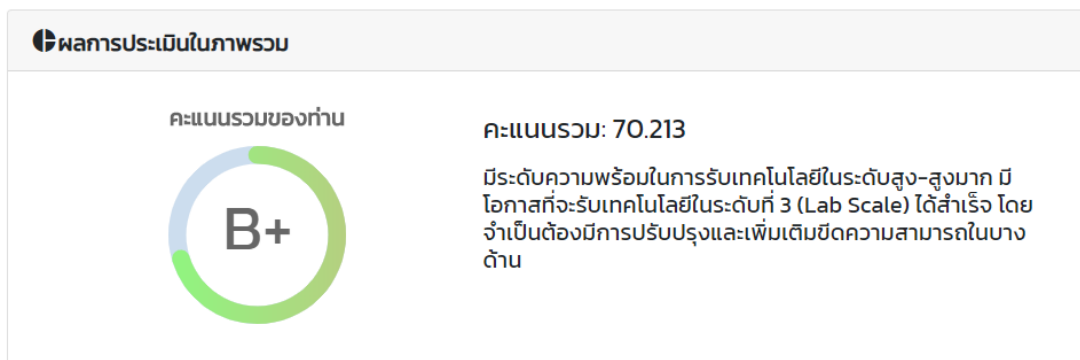 ผลการประเมินในภาพรวม
คะแนนรวมของท่าน
B+
คะแนนรวม: 70.213
มีระดับความพร้อมในการรับเทคโนโลยีในระดับสูง-สูงมาก มี
โอกาสที่จะรับเทคโนโลยีในระดับที่ 3 (Lab Scale) ได้สำเร็จ โดย
จำเป็นต้องมีการปรับปรุงและเพิ่มเติมขีดความสามารถในบาง
ด้าน